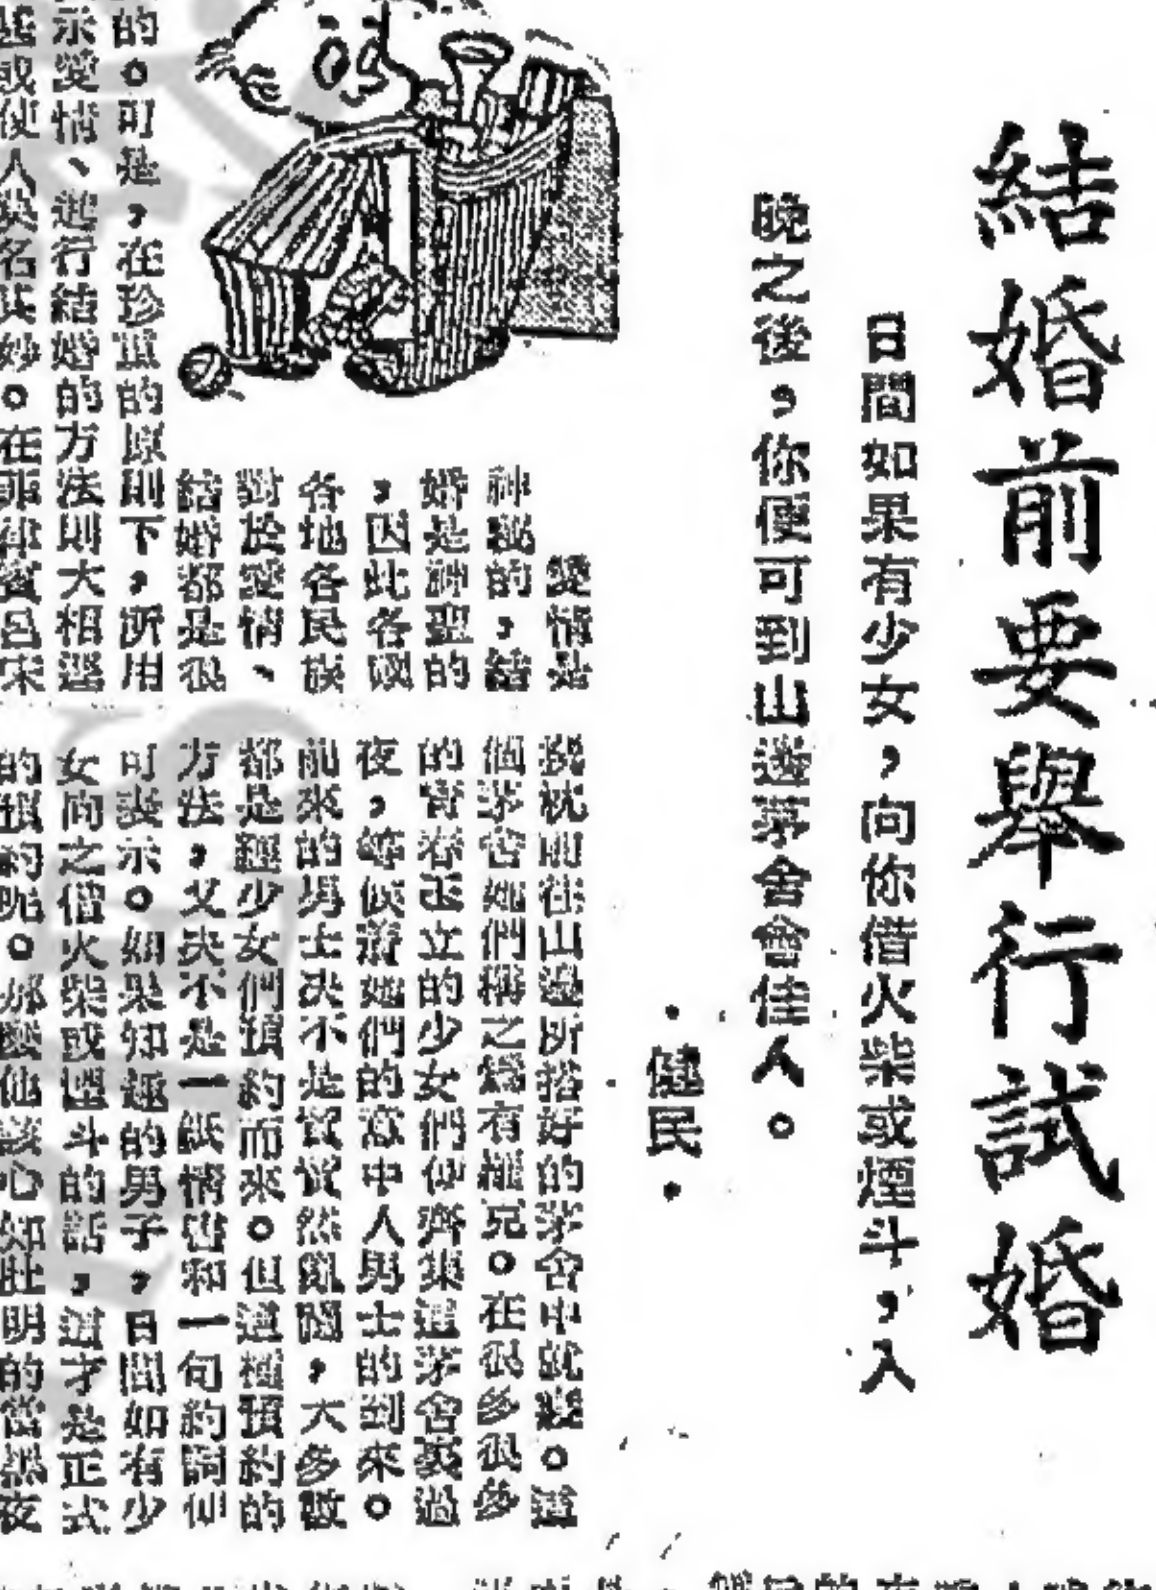 結婚前要舉行試婚
日間如果有少女，向你借火柴或煙斗，入
晚之後，你便可到山邊茅舍會佳人。
·健民·
愛情是
神秘的，結
婚是神聖的
，因此各國
各地各民族
對於愛情、
結婚都是很
的。可是，在珍重的原則下，所用
示愛情、進行結婚的方法則大相逕
或使人莫名其妙。在菲律賓呂宋
前往山邊所搭好的茅舍中就寢。這
個茅舍她們稱之為有羅克。在很多很多
的青春玉立的少女們便齊集這茅舍裏過
夜，等候着她們的意中人男士的到來。
前來的男士決不是貿貿然亂闖，大多數
都是經少女們預約而來。但這種預約的
方法，又決不是一紙情書和一句約詞便
可表示。如果知趣的男子，日間如有少
女向之借火柴或煙斗的話，這才是正式
的預約呢。那麼他該心知肚明的當黑夜